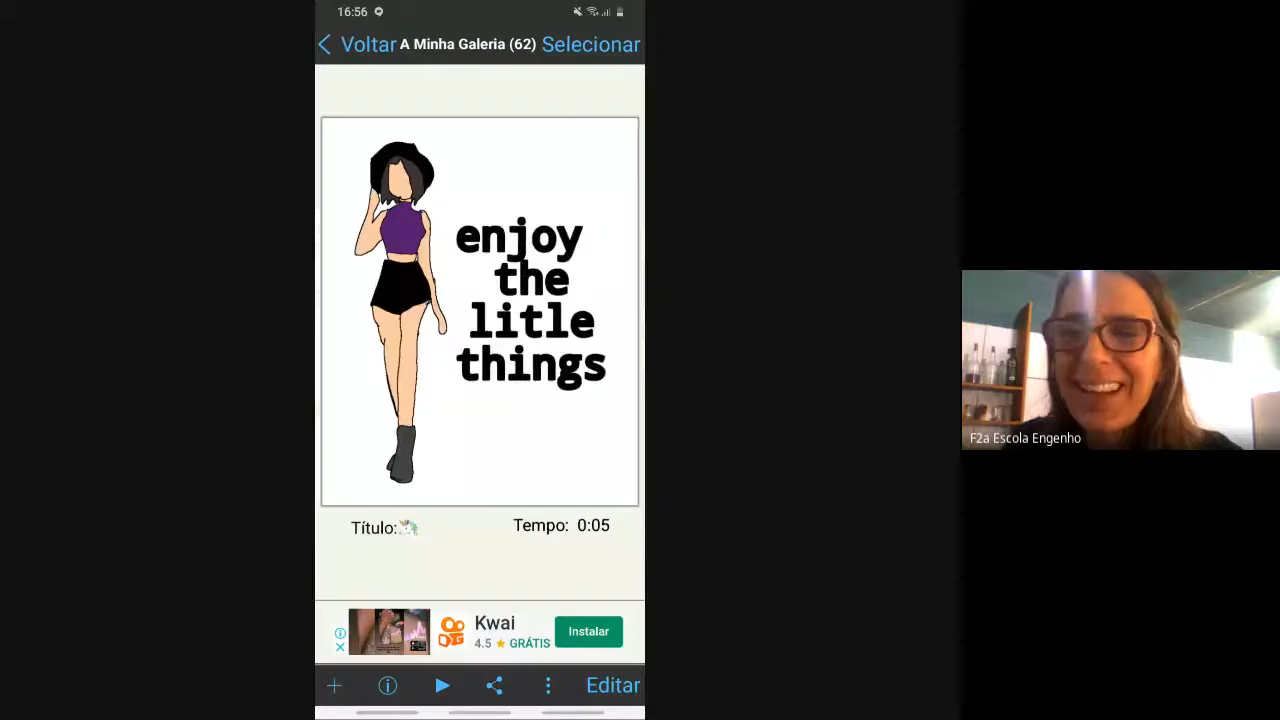 16:56
Voltar A Minha Galeria (62) Selecionar
enjoy
the
litle
things
Título:🦄 Tempo: 0:05
Kwai
4.5 ★ GRÁTIS
Instalar
Editar
F2a Escola Engenho